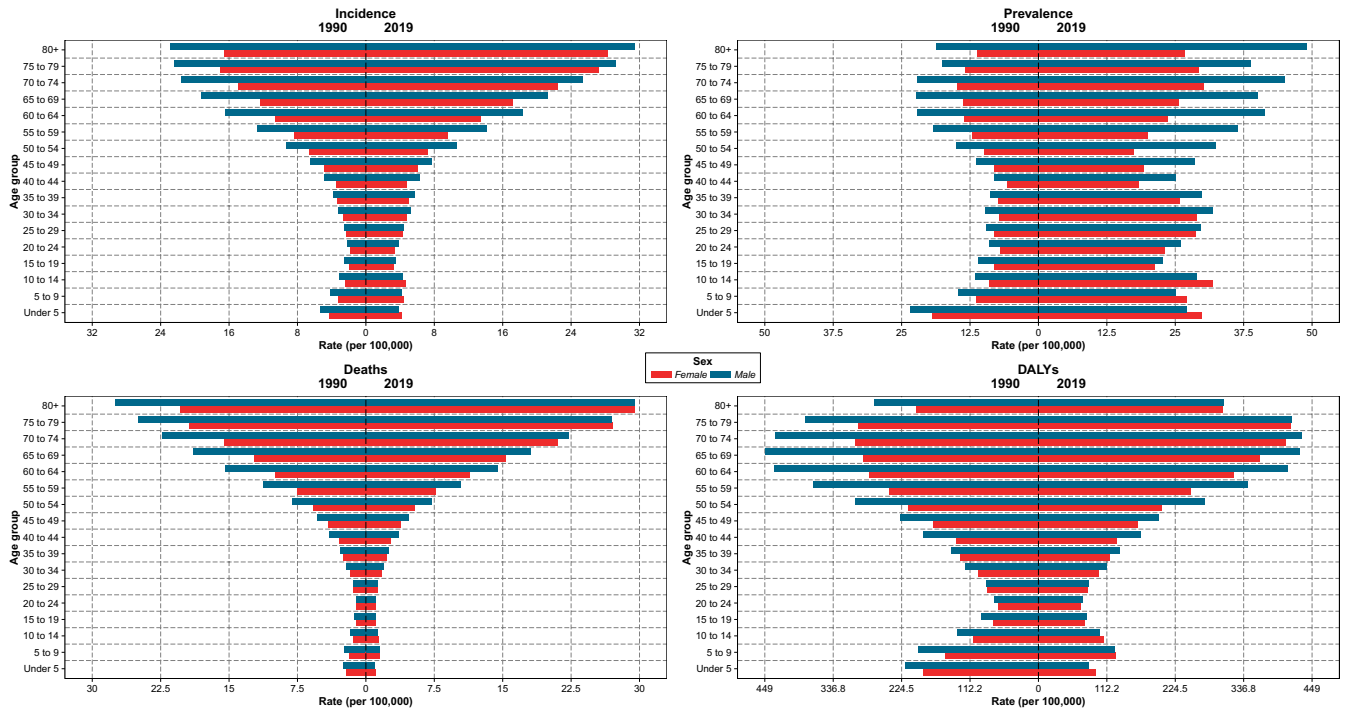 Incidence
1990 2019
Age group
80+
75 to 79
70 to 74
65 to 69
60 to 64
55 to 59
50 to 54
45 to 49
40 to 44
35 to 39
30 to 34
25 to 29
20 to 24
15 to 19
10 to 14
5 to 9
Under 5
32 24 16 8 0 8 16 24 32
Rate (per 100,000)
Prevalence
1990 2019
Age group
80+
75 to 79
70 to 74
65 to 69
60 to 64
55 to 59
50 to 54
45 to 49
40 to 44
35 to 39
30 to 34
25 to 29
20 to 24
15 to 19
10 to 14
5 to 9
Under 5
50 37.5 25 12.5 0 12.5 25 37.5 50
Rate (per 100,000)
Sex
Female Male
Deaths
1990 2019
Age group
80+
75 to 79
70 to 74
65 to 69
60 to 64
55 to 59
50 to 54
45 to 49
40 to 44
35 to 39
30 to 34
25 to 29
20 to 24
15 to 19
10 to 14
5 to 9
Under 5
30 22.5 15 7.5 0 7.5 15 22.5 30
Rate (per 100,000)
DALYs
1990 2019
Age group
80+
75 to 79
70 to 74
65 to 69
60 to 64
55 to 59
50 to 54
45 to 49
40 to 44
35 to 39
30 to 34
25 to 29
20 to 24
15 to 19
10 to 14
5 to 9
Under 5
449 336.8 224.5 112.2 0 112.2 224.5 336.8 449
Rate (per 100,000)